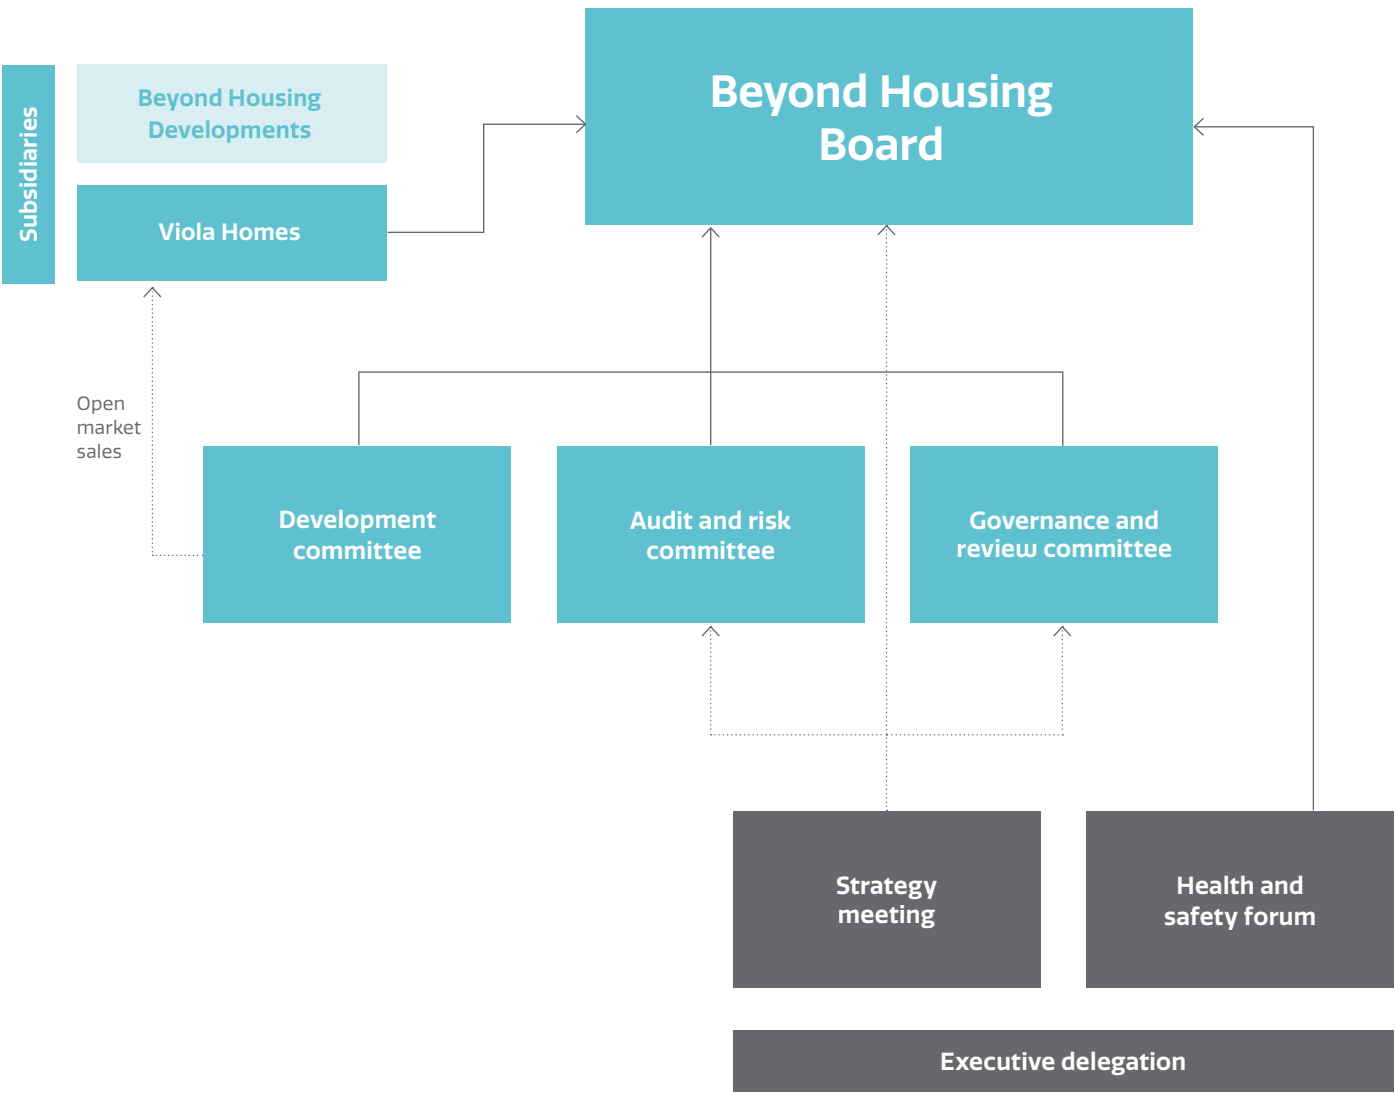 Beyond Housing
Board
Subsidiaries
Beyond Housing
Developments
Viola Homes
Open
market
sales
Development
committee
Audit and risk
committee
Governance and
review committee
Strategy
meeting
Health and
safety forum
Executive delegation